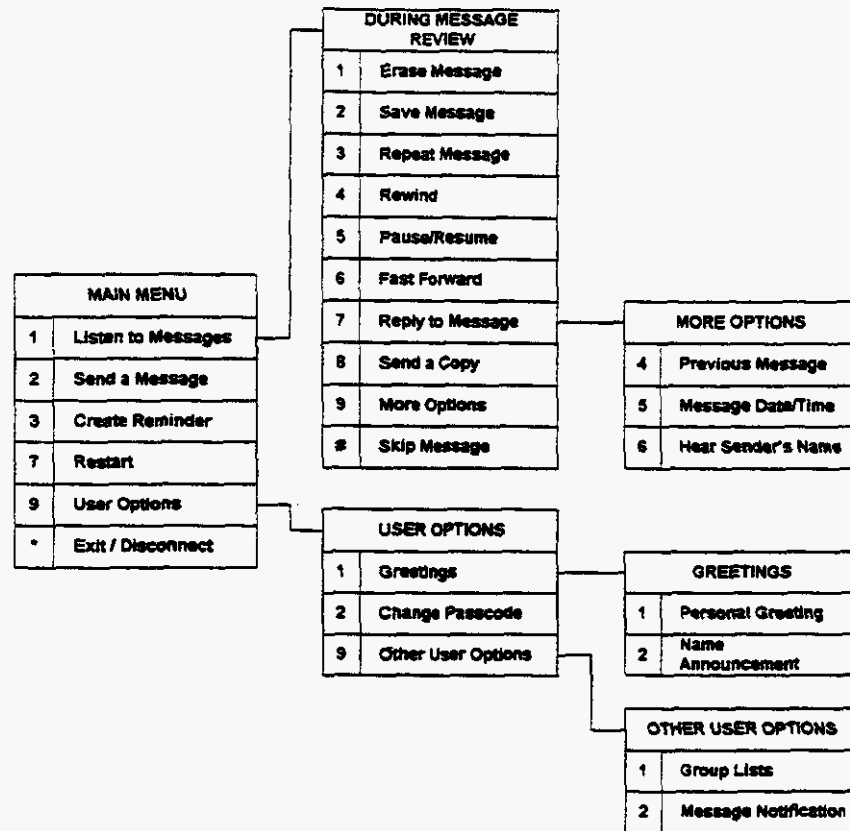 DURING MESSAGE
REVIEW
1 Erase Message
2 Save Message
3 Repeat Message
4 Rewind
5 Pause/Resume
6 Fast Forward
7 Reply to Message
8 Send a Copy
9 More Options
# Skip Message
MAIN MENU
1 Listen to Messages
2 Send a Message
3 Create Reminder
7 Restart
9 User Options
* Exit / Disconnect
MORE OPTIONS
4 Previous Message
5 Message Date/Time
6 Hear Sender's Name
USER OPTIONS
1 Greetings
2 Change Passcode
9 Other User Options
GREETINGS
1 Personal Greeting
2 Name
Announcement
OTHER USER OPTIONS
1 Group Lists
2 Message Notification